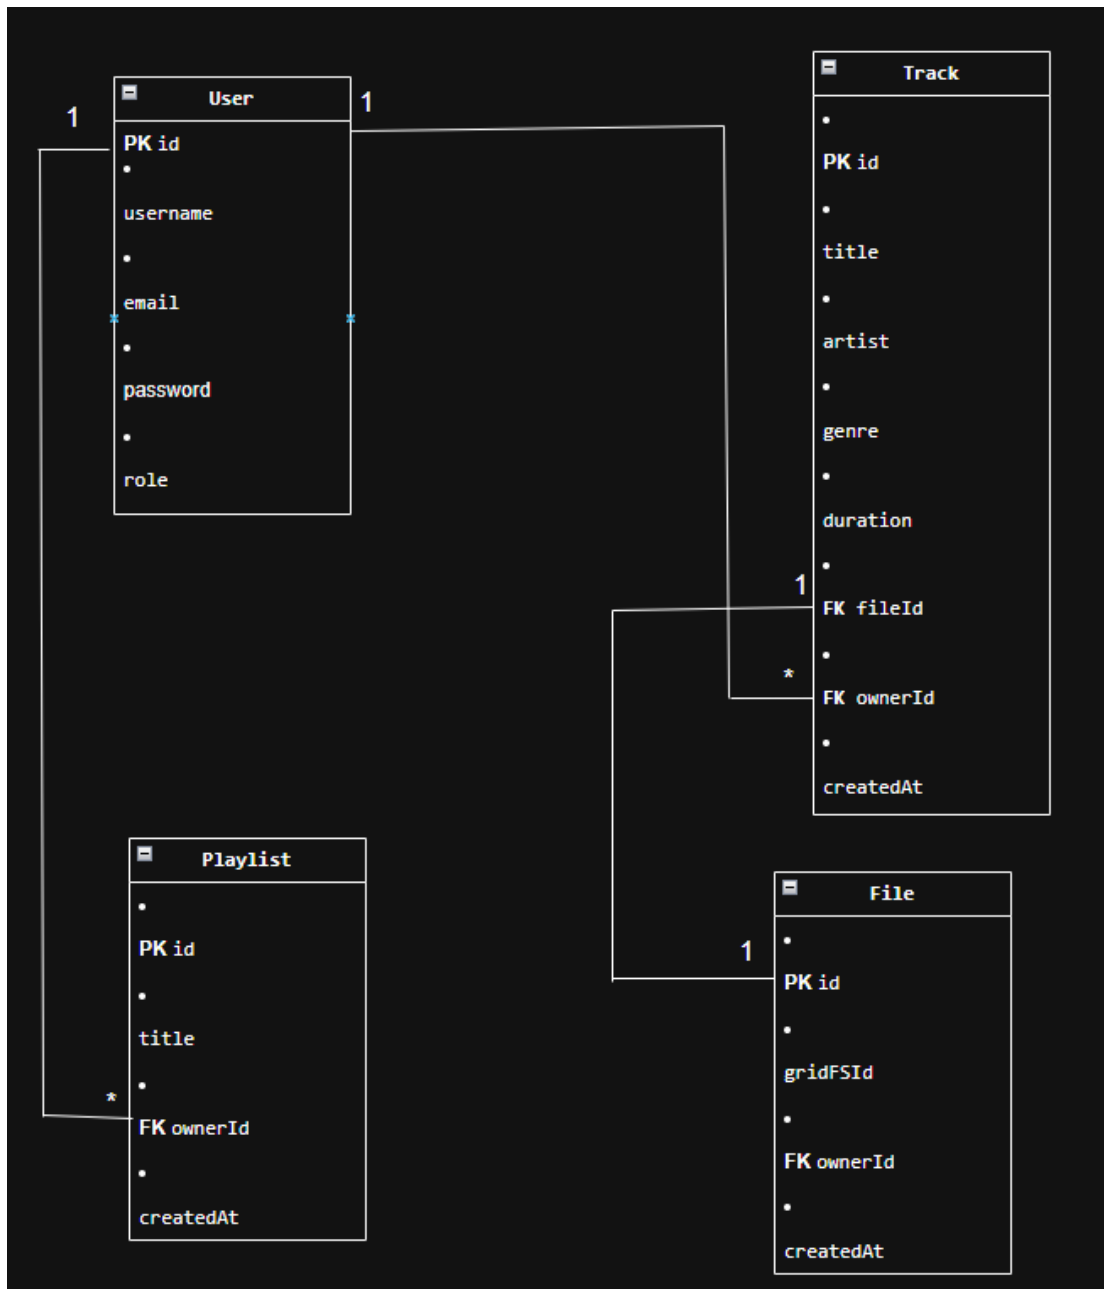 User
1
1
PK id
•
username
•
email
•
password
•
role
Track
•
PK id
•
title
•
artist
•
genre
•
duration
•
1
FK fileId
•
*
FK ownerId
•
createdAt
Playlist
•
PK id
•
title
•
*
FK ownerId
•
createdAt
File
•
1
PK id
•
gridFSId
•
FK ownerId
•
createdAt